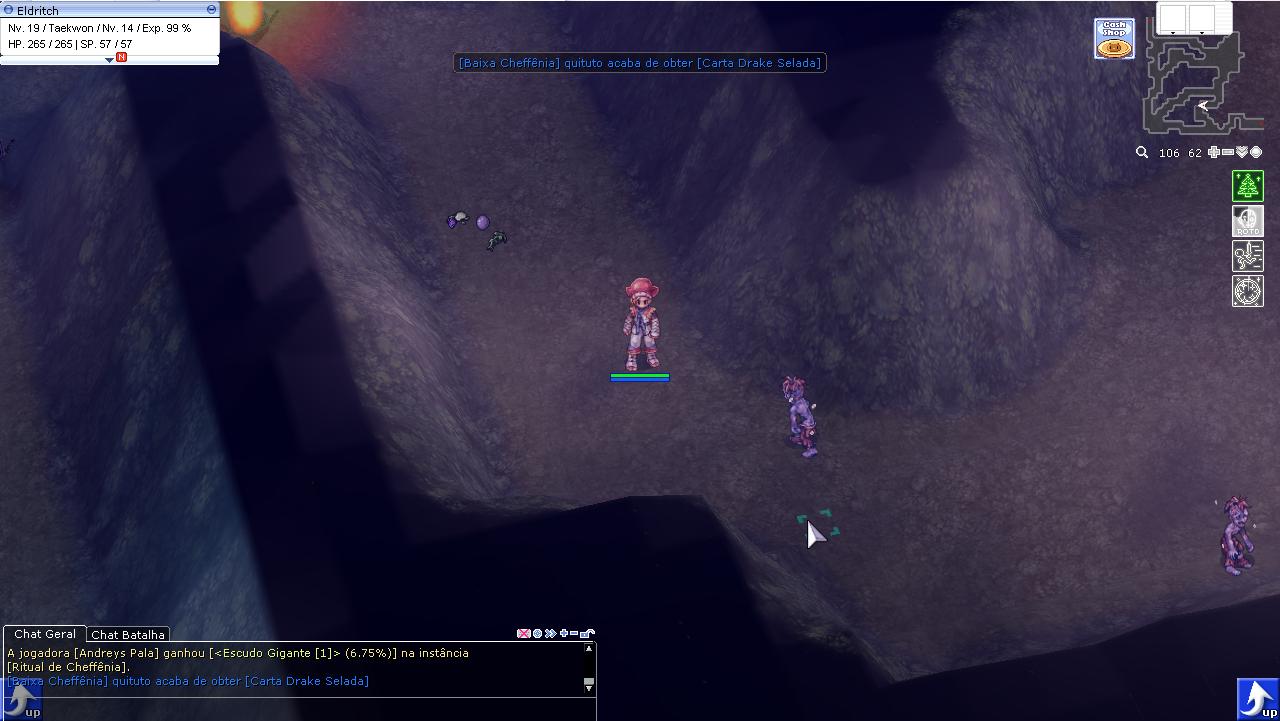 Eldritch
Nv. 19 / Taekwon / Nv. 14 / Exp. 99 %
HP. 265 / 265 | SP. 57 / 57
N
[Baixa Cheffênia] quituto acaba de obter [Carta Drake Selada]
Cash
Shop
106 62
ROTD
Chat Geral
Chat Batalha
A jogadora [Andreys Pala] ganhou [<Escudo Gigante [1]> (6.75%)] na instância
[Ritual de Cheffênia].
[Baixa Cheffênia] quituto acaba de obter [Carta Drake Selada]
up
up